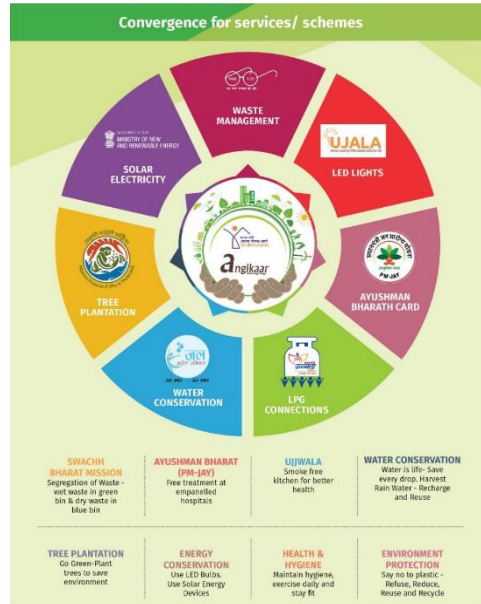 Convergence for services/ schemes
WASTE
MANAGEMENT
UJALA
LED LIGHTS
MINISTRY OF NEW
AND RENEWABLE ENERGY
SOLAR
ELECTRICITY
angikaar
PM-JAY
AYUSHMAN
BHARATH CARD
TREE
PLANTATION
जल
WATER
CONSERVATION
LPG
CONNECTIONS
SWACHH
BHARAT MISSION
Segregation of Waste -
wet waste in green
bin & dry waste in
blue bin
AYUSHMAN BHARAT
(PM-JAY)
Free treatment at
empanelled
hospitals
UJJWALA
Smoke free
kitchen for better
health
WATER CONSERVATION
Water is life- Save
every drop. Harvest
Rain Water - Recharge
and Reuse
TREE PLANTATION
Go Green-Plant
trees to save
environment
ENERGY
CONSERVATION
Use LED Bulbs.
Use Solar Energy
Devices
HEALTH &
HYGIENE
Maintain hygiene,
exercise daily and
stay fit
ENVIRONMENT
PROTECTION
Say no to plastic -
Refuse, Reduce,
Reuse and Recycle